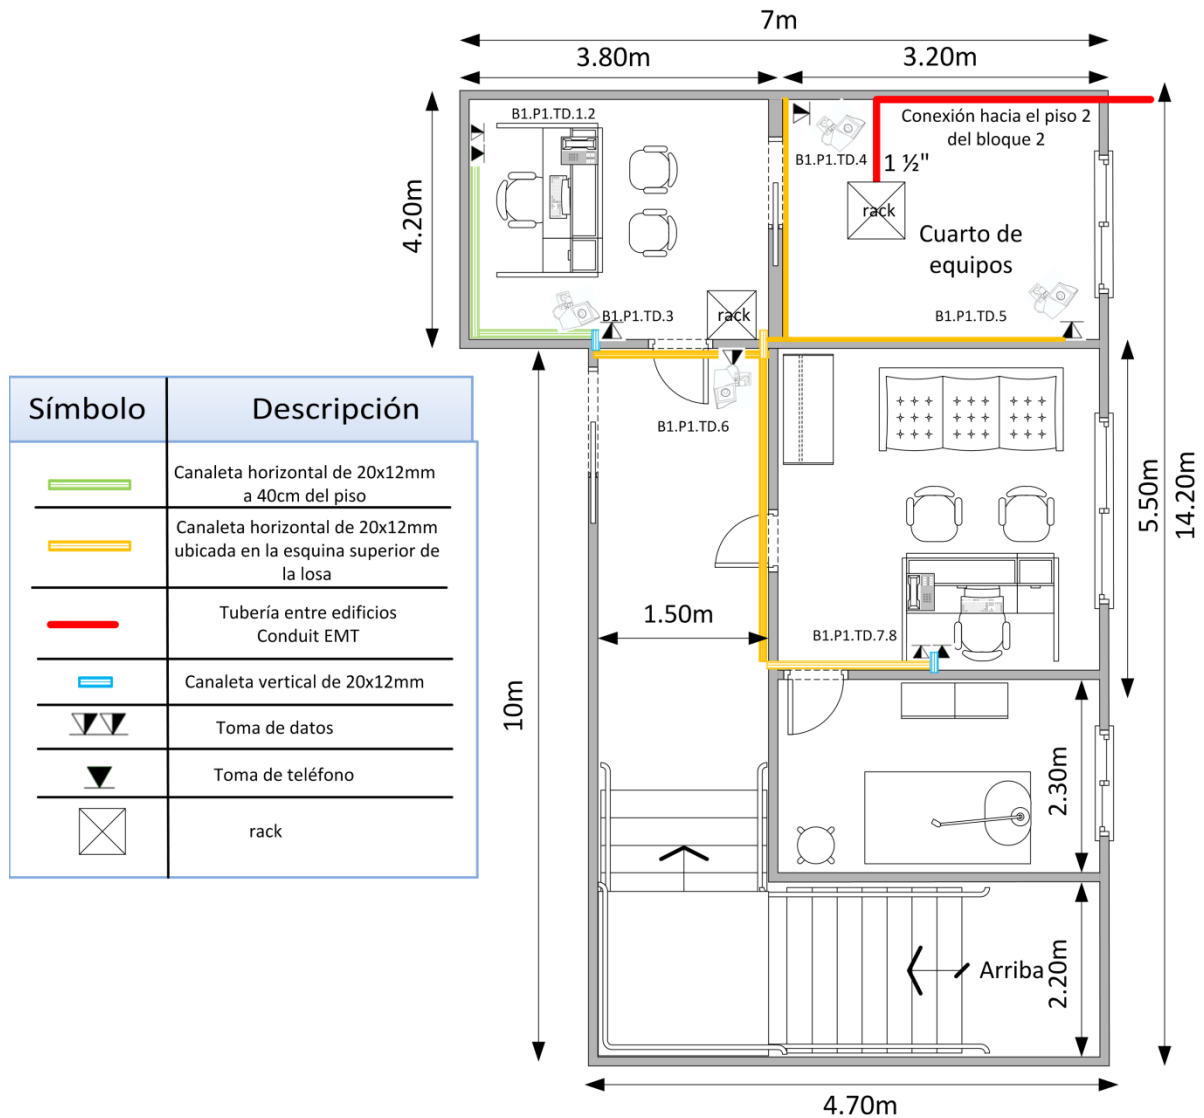 7m
3.80m
3.20m
B1.P1.TD.1.2
Conexión hacia el piso 2
del bloque 2
B1.P1.TD.4
1 ½"
rack
4.20m
Cuarto de
equipos
B1.P1.TD.3
rack
B1.P1.TD.5
B1.P1.TD.6
Símbolo
Descripción
Canaleta horizontal de 20x12mm
a 40cm del piso
Canaleta horizontal de 20x12mm
ubicada en la esquina superior de
la losa
Tubería entre edificios
Conduit EMT
Canaleta vertical de 20x12mm
Toma de datos
Toma de teléfono
rack
5.50m
14.20m
1.50m
B1.P1.TD.7.8
10m
2.30m
Arriba
2.20m
4.70m